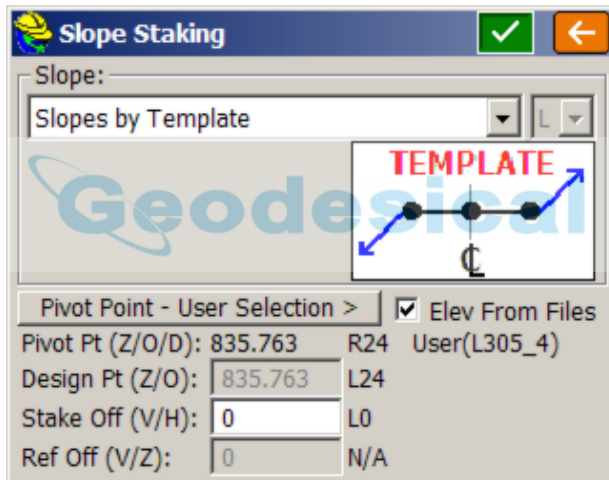 Slope Staking
Slope:
Slopes by Template L
TEMPLATE
Geodesical
CL
Pivot Point - User Selection > Elev From Files
Pivot Pt (Z/O/D): 835.763 R24 User(L305_4)
Design Pt (Z/O): 835.763 L24
Stake Off (V/H): 0 L0
Ref Off (V/Z): 0 N/A